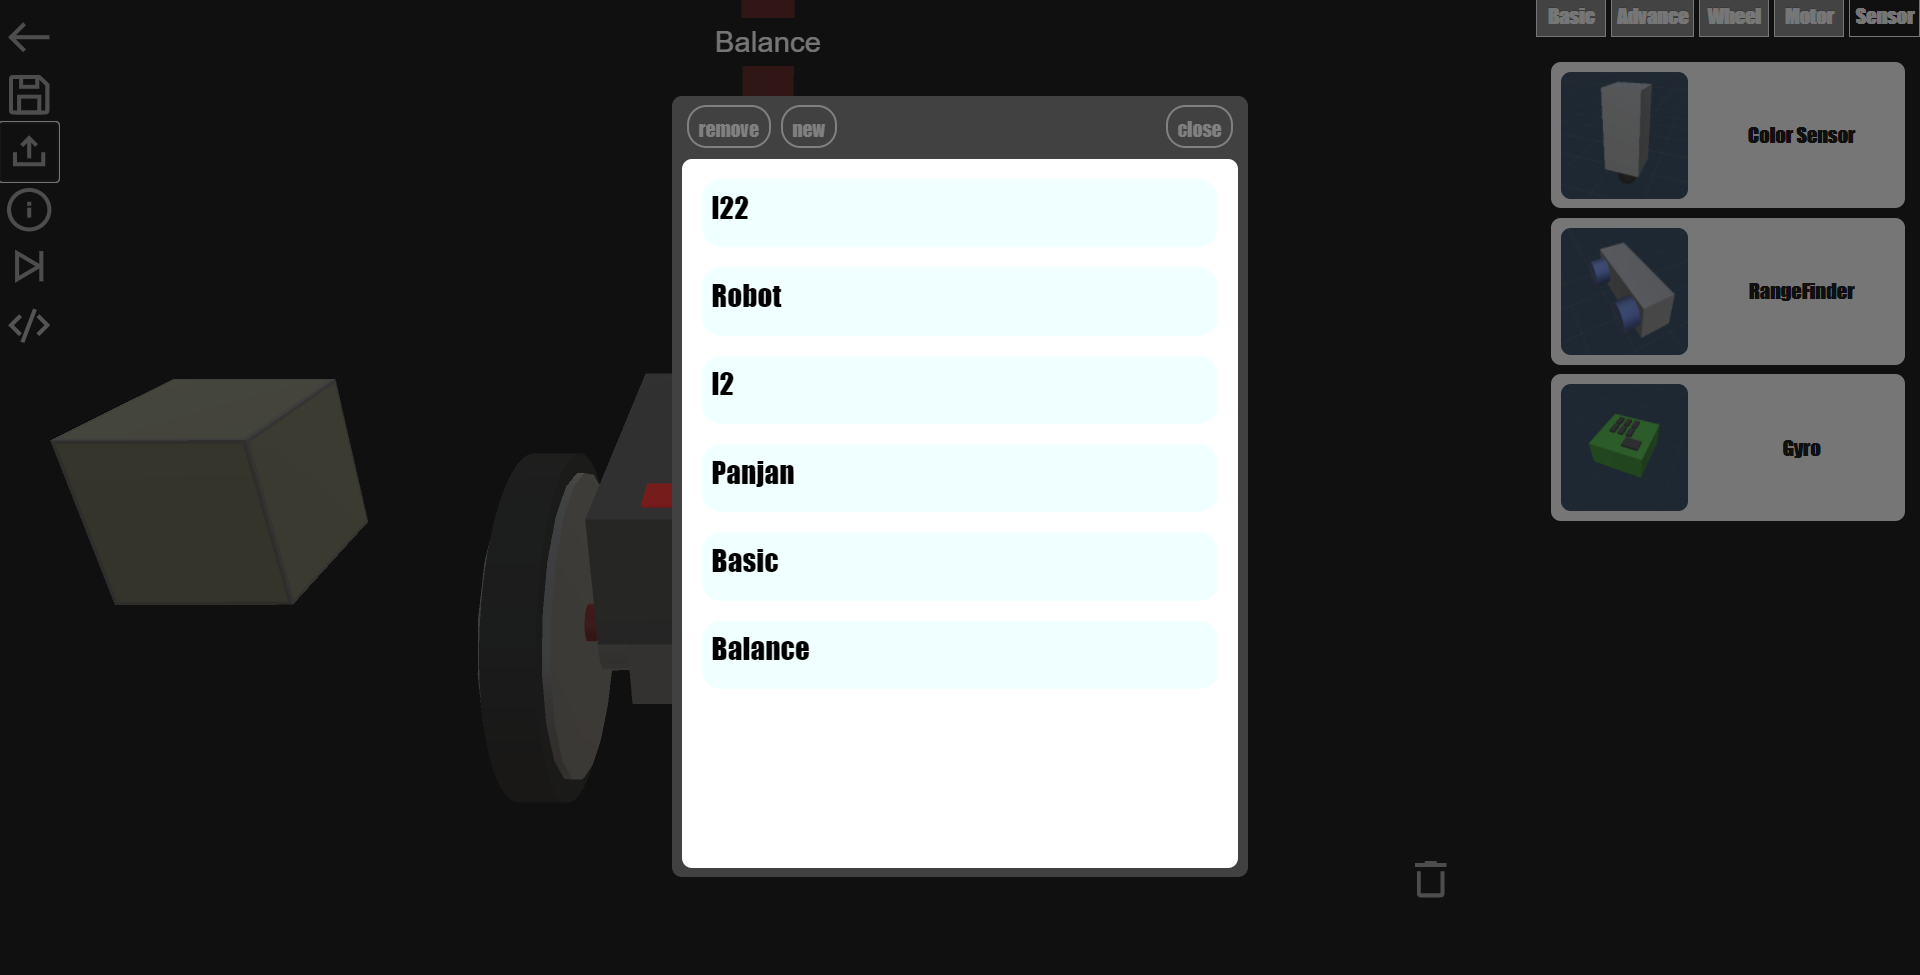 Balance
Basic
Advance
Wheel
Motor
Sensor
remove
new
close
l22
Robot
l2
Panjan
Basic
Balance
Color Sensor
RangeFinder
Gyro